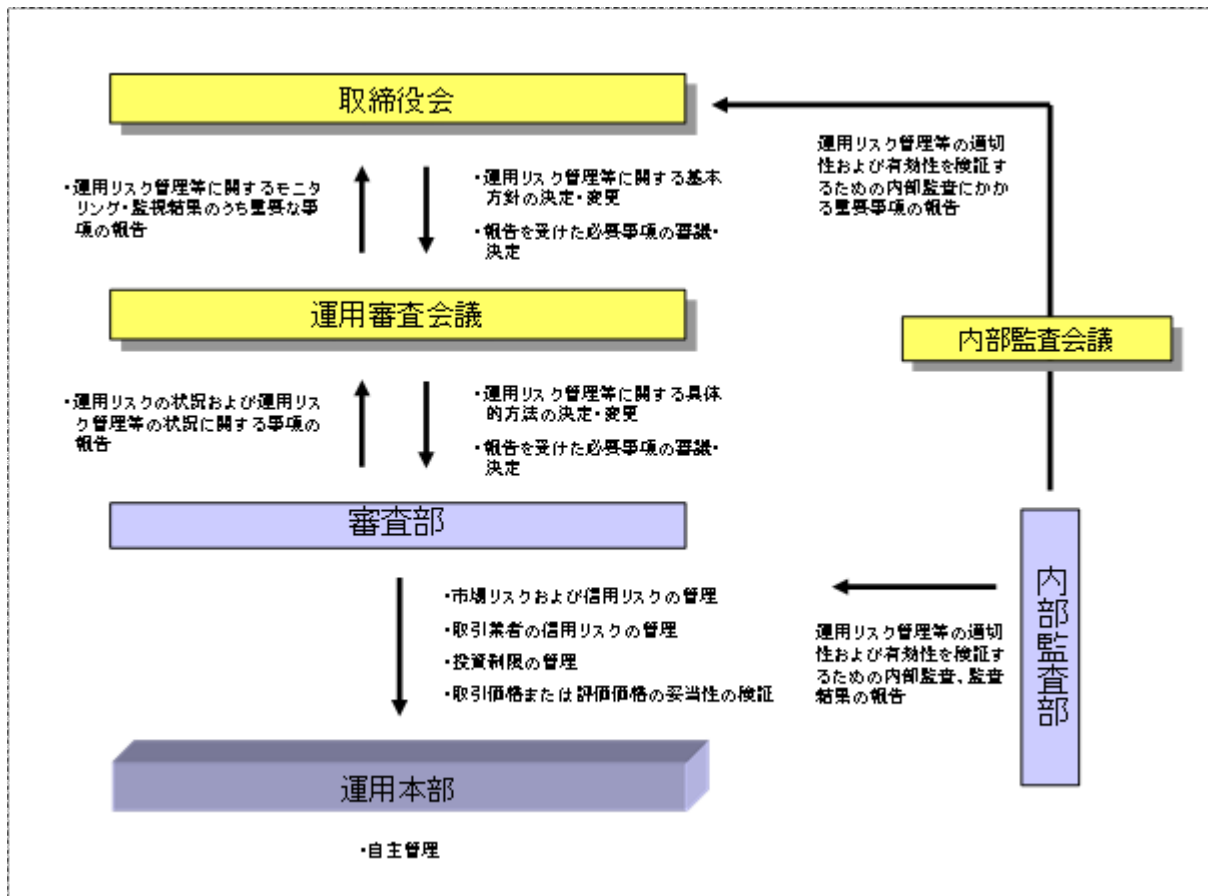 取締役会
運用リスク管理等の適切
性および有効性を検証す
るための内部監査にかか
る重要事項の報告
・運用リスク管理等に関するモニタ
リング・監視結果のうち重要な事
項の報告
・運用リスク管理等に関する基本
方針の決定・変更
・報告を受けた必要事項の審議・
決定
運用審査会議
内部監査会議
・運用リスクの状況および運用リス
ク管理等の状況に関する事項の
報告
・運用リスク管理等に関する具体
的方法の決定・変更
・報告を受けた必要事項の審議・
決定
審査部
・市場リスクおよび信用リスクの管理
・取引業者の信用リスクの管理
・投資制限の管理
・取引価格または評価価格の妥当性の検証
運用リスク管理等の適切
性および有効性を検証す
るための内部監査、監査
結果の報告
内部監査部
運用本部
・自主管理